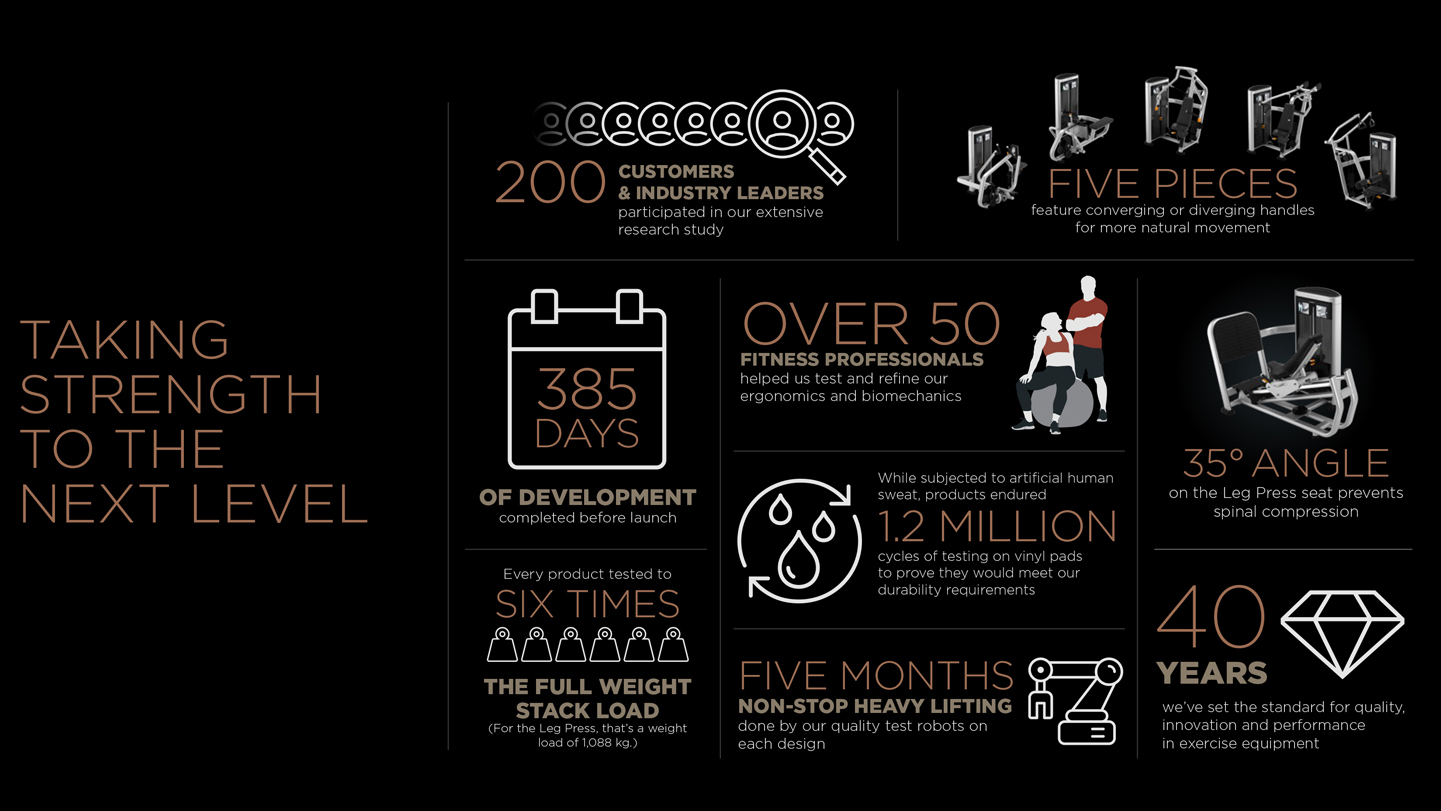 TAKING
STRENGTH
TO THE
NEXT LEVEL
200
CUSTOMERS
& INDUSTRY LEADERS
participated in our extensive
research study
FIVE PIECES
feature converging or diverging handles
for more natural movement
385
DAYS
OF DEVELOPMENT
completed before launch
Every product tested to
SIX TIMES
THE FULL WEIGHT
STACK LOAD
(For the Leg Press, that's a weight
load of 1,088 kg.)
OVER 50
FITNESS PROFESSIONALS
helped us test and refine our
ergonomics and biomechanics
While subjected to artificial human
sweat, products endured
1.2 MILLION
cycles of testing on vinyl pads
to prove they would meet our
durability requirements
FIVE MONTHS
NON-STOP HEAVY LIFTING
done by our quality test robots on
each design
35° ANGLE
on the Leg Press seat prevents
spinal compression
40
YEARS
we've set the standard for quality,
innovation and performance
in exercise equipment